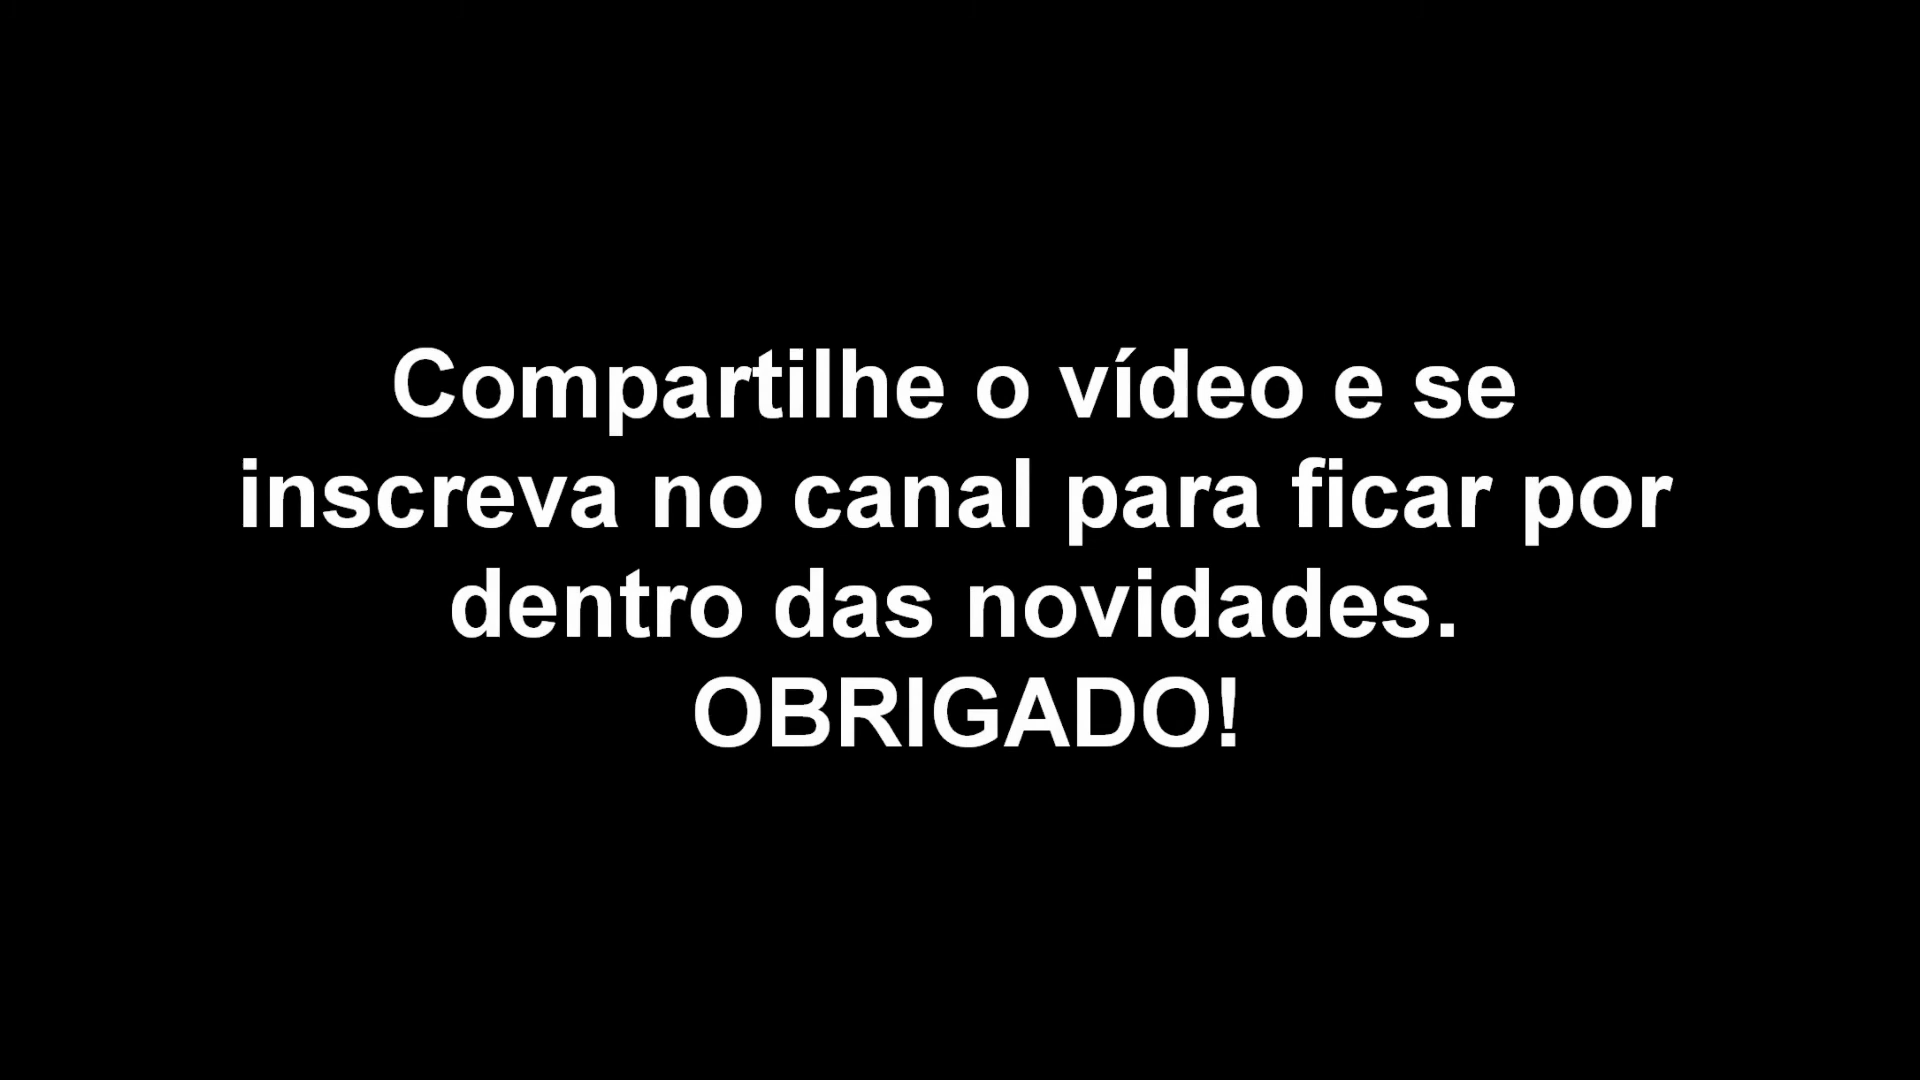 Compartilhe o vídeo e se
inscreva no canal para ficar por
dentro das novidades.
OBRIGADO!